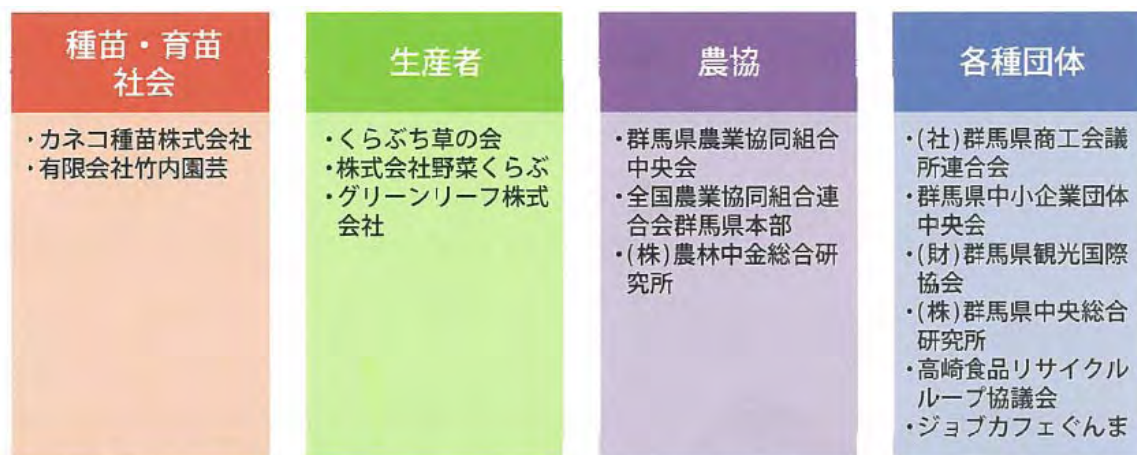 種苗・育苗
社会
・カネコ種苗株式会社
・有限会社竹内園芸
生産者
・くらぶち草の会
・株式会社野菜くらぶ
・グリーンリーフ株式
会社
農協
・群馬県農業協同組合
中央会
・全国農業協同組合連
合会群馬県本部
・(株)農林中金総合研
究所
各種団体
・(社)群馬県商工会議
所連合会
・群馬県中小企業団体
中央会
・(財)群馬県観光国際
協会
・(株)群馬県中央総合
研究所
・高崎食品リサイクル
ループ協議会
・ジョブカフェぐんま